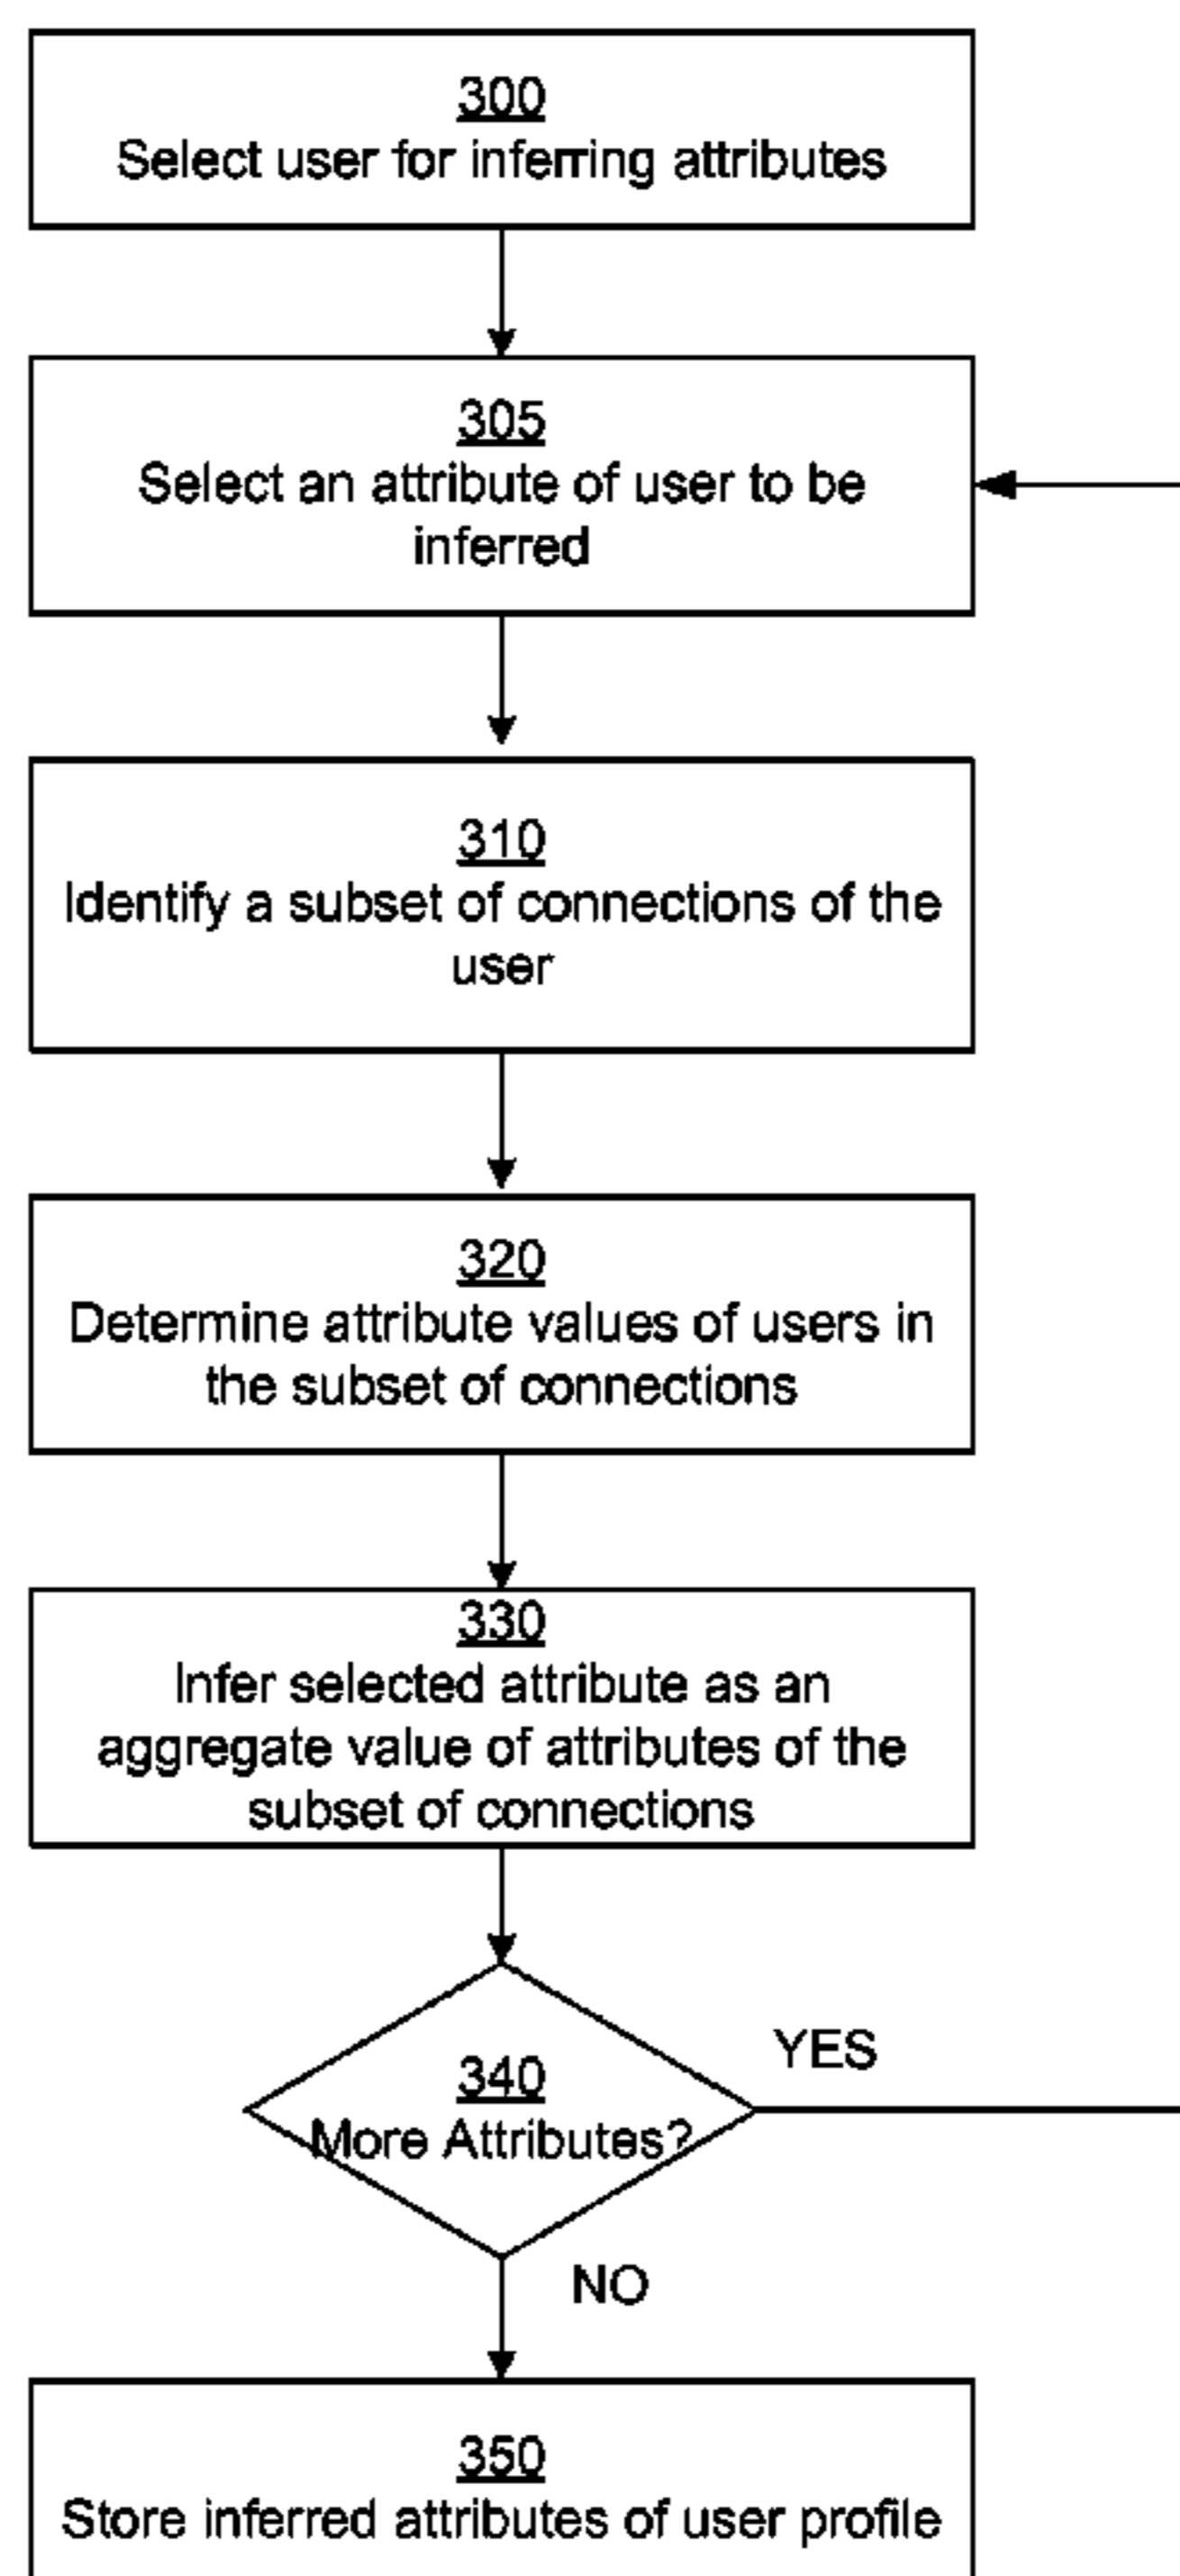 300
Select user for inferring attributes
305
Select an attribute of user to be
inferred
310
Identify a subset of connections of the
user
320
Determine attribute values of users in
the subset of connections
330
Infer selected attribute as an
aggregate value of attributes of the
subset of connections
340
More Attributes?
YES
NO
350
Store inferred attributes of user profile